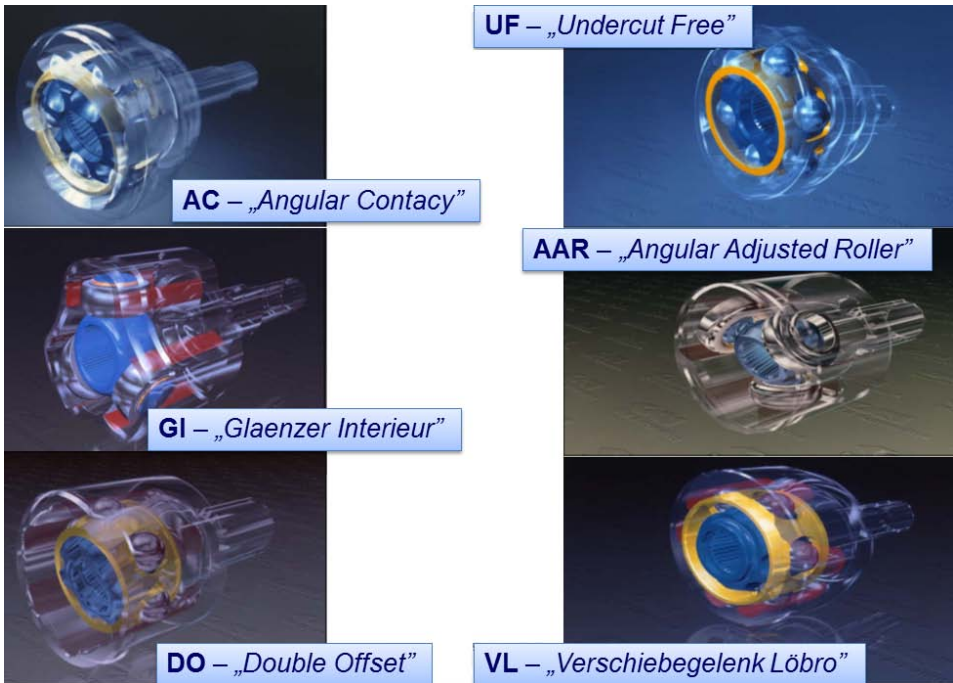 UF – „Undercut Free”
AC – „Angular Contacy”
AAR – „Angular Adjusted Roller”
GI – „Glaenzer Interieur”
DO – „Double Offset”
VL – „Verschiebegelenk Löbro”